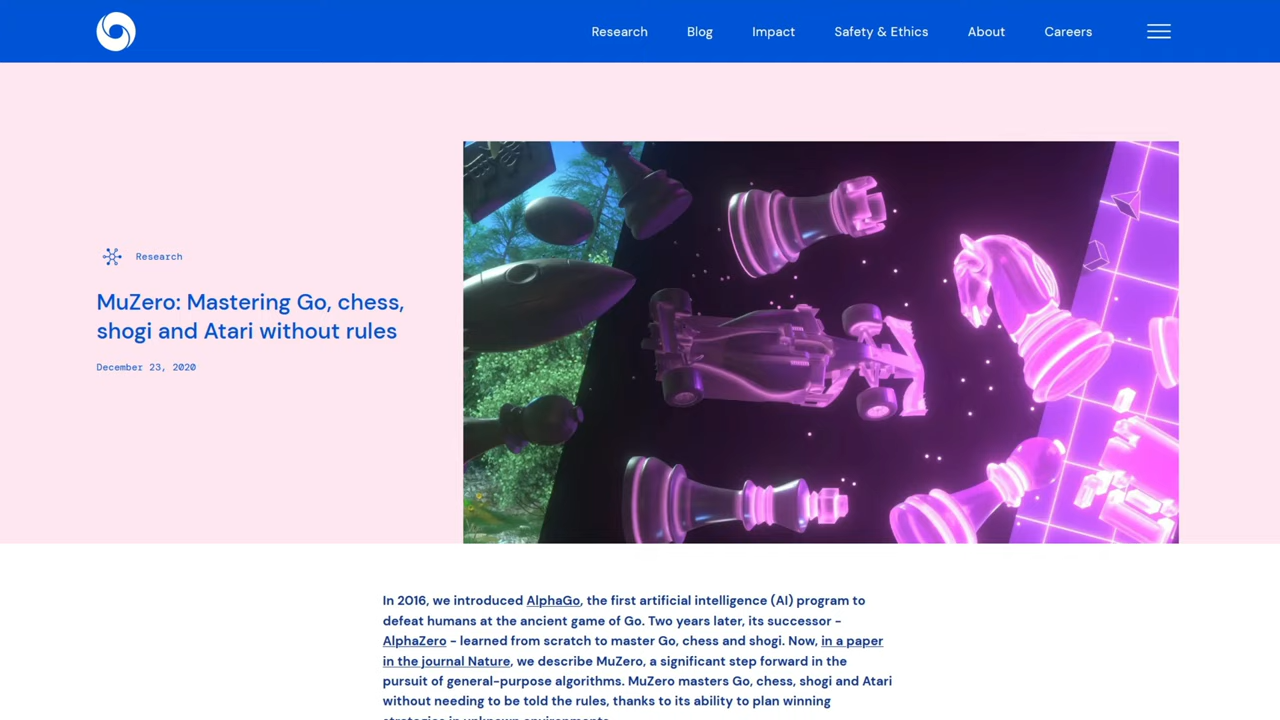 Research Blog Impact Safety & Ethics About Careers
Research
MuZero: Mastering Go, chess,
shogi and Atari without rules
December 23, 2020
In 2016, we introduced AlphaGo, the first artificial intelligence (AI) program to
defeat humans at the ancient game of Go. Two years later, its successor -
AlphaZero - learned from scratch to master Go, chess and shogi. Now, in a paper
in the journal Nature, we describe MuZero, a significant step forward in the
pursuit of general-purpose algorithms. MuZero masters Go, chess, shogi and Atari
without needing to be told the rules, thanks to its ability to plan winning
strategies in unknown environments.